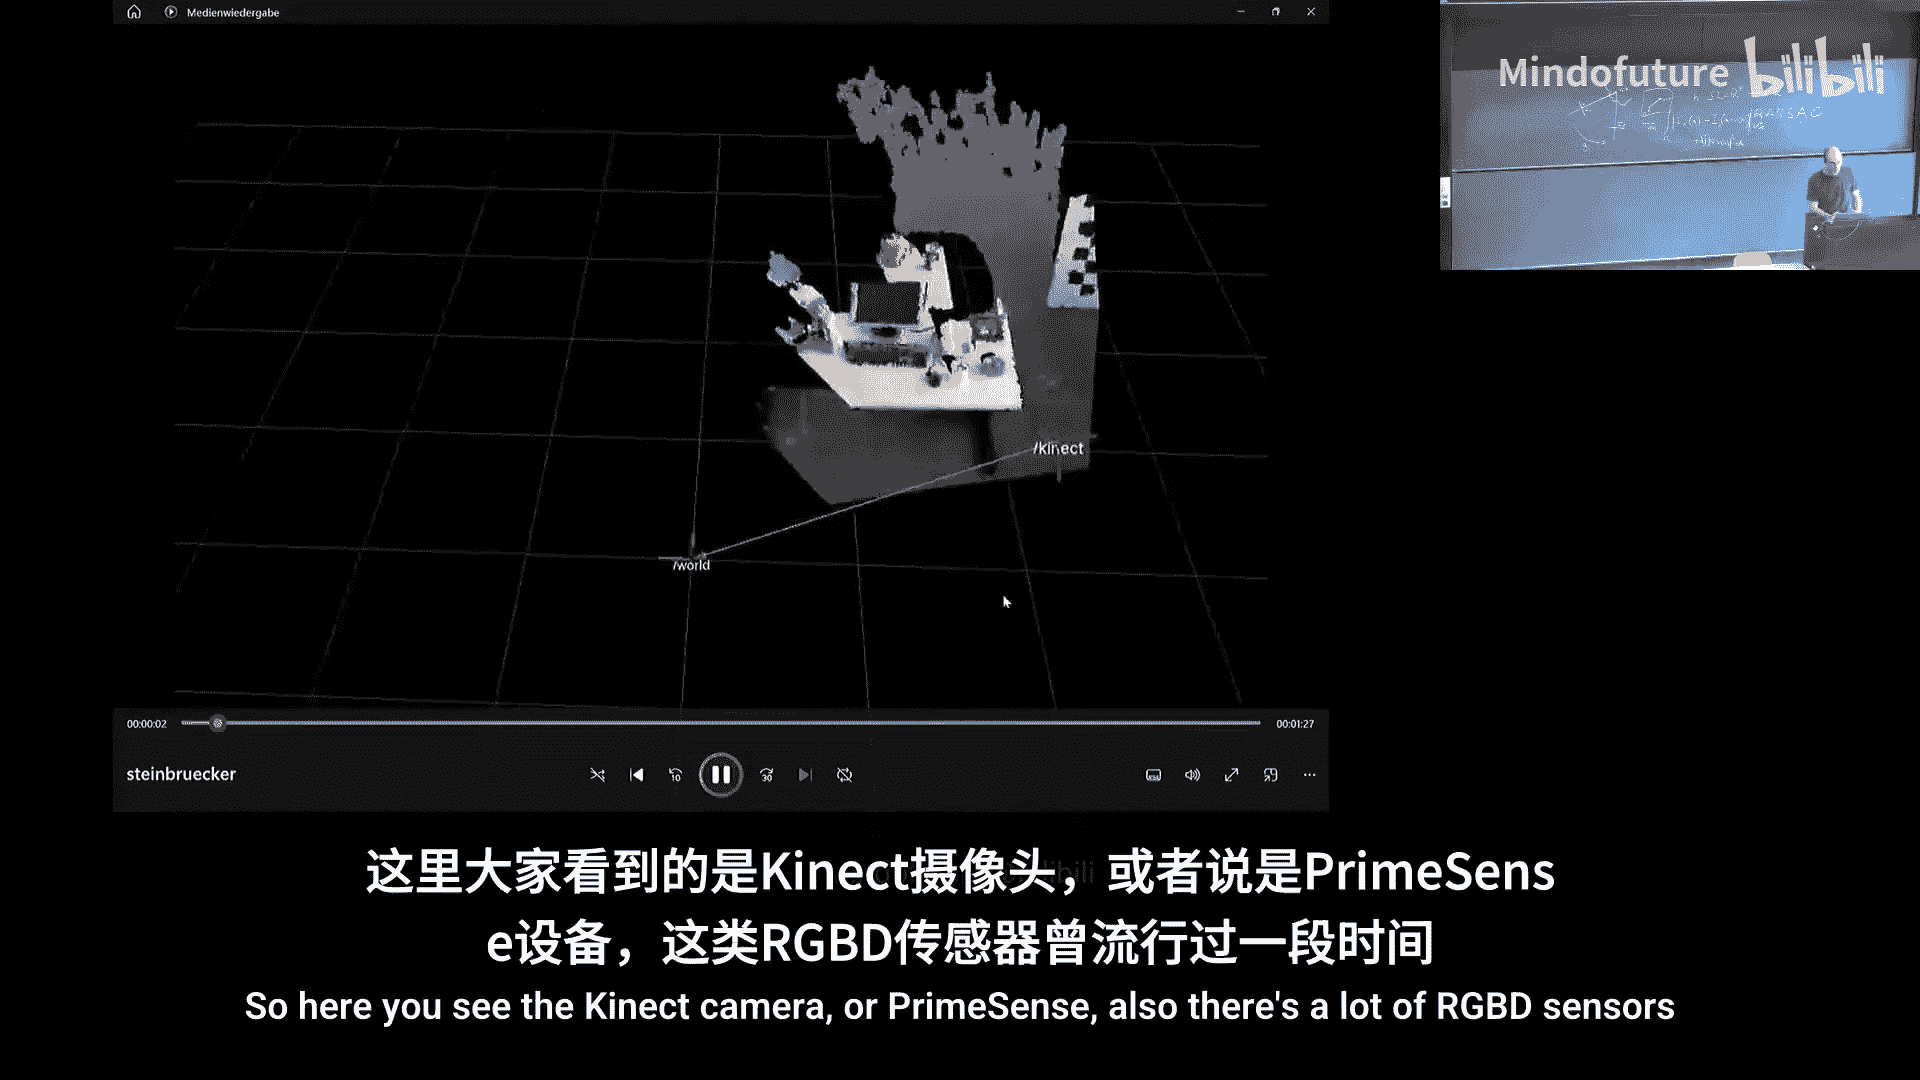 Medienwiedergabe
Mindofuture bilibili
RANSAC
/kinect
/world
00:00:02
00:01:27
steinbruecker
10
30
这里大家看到的是Kinect摄像头，或者说是PrimeSens
e设备，这类RGBD传感器曾流行过一段时间
So here you see the Kinect camera, or PrimeSense, also there's a lot of RGBD sensors